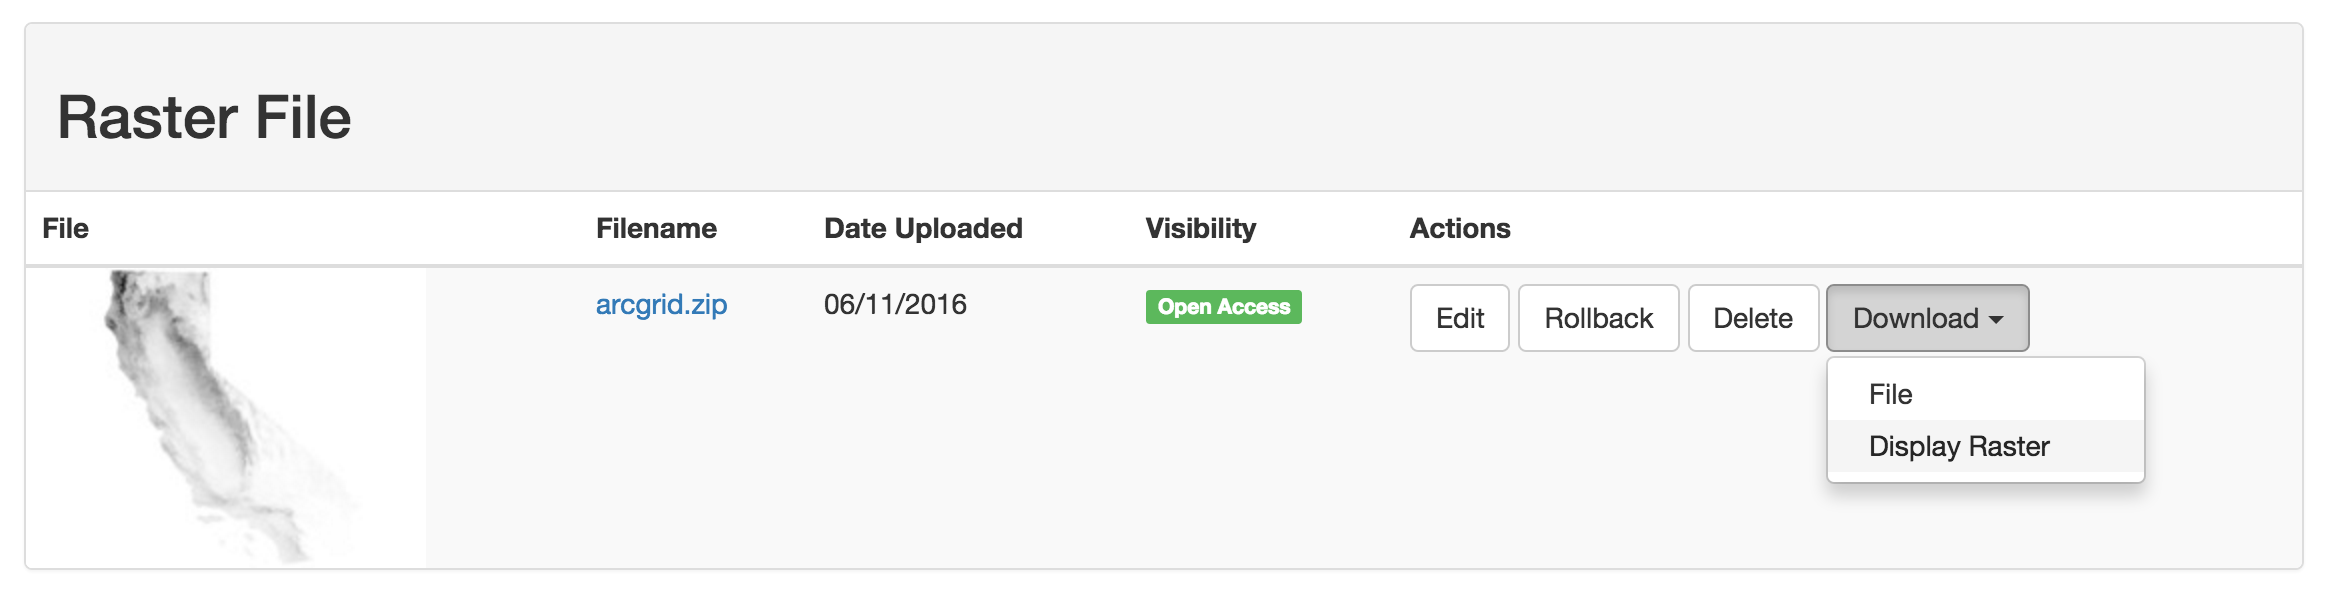 Raster File
File Filename Date Uploaded Visibility Actions
arcgrid.zip 06/11/2016 Open Access Edit Rollback Delete Download
File
Display Raster